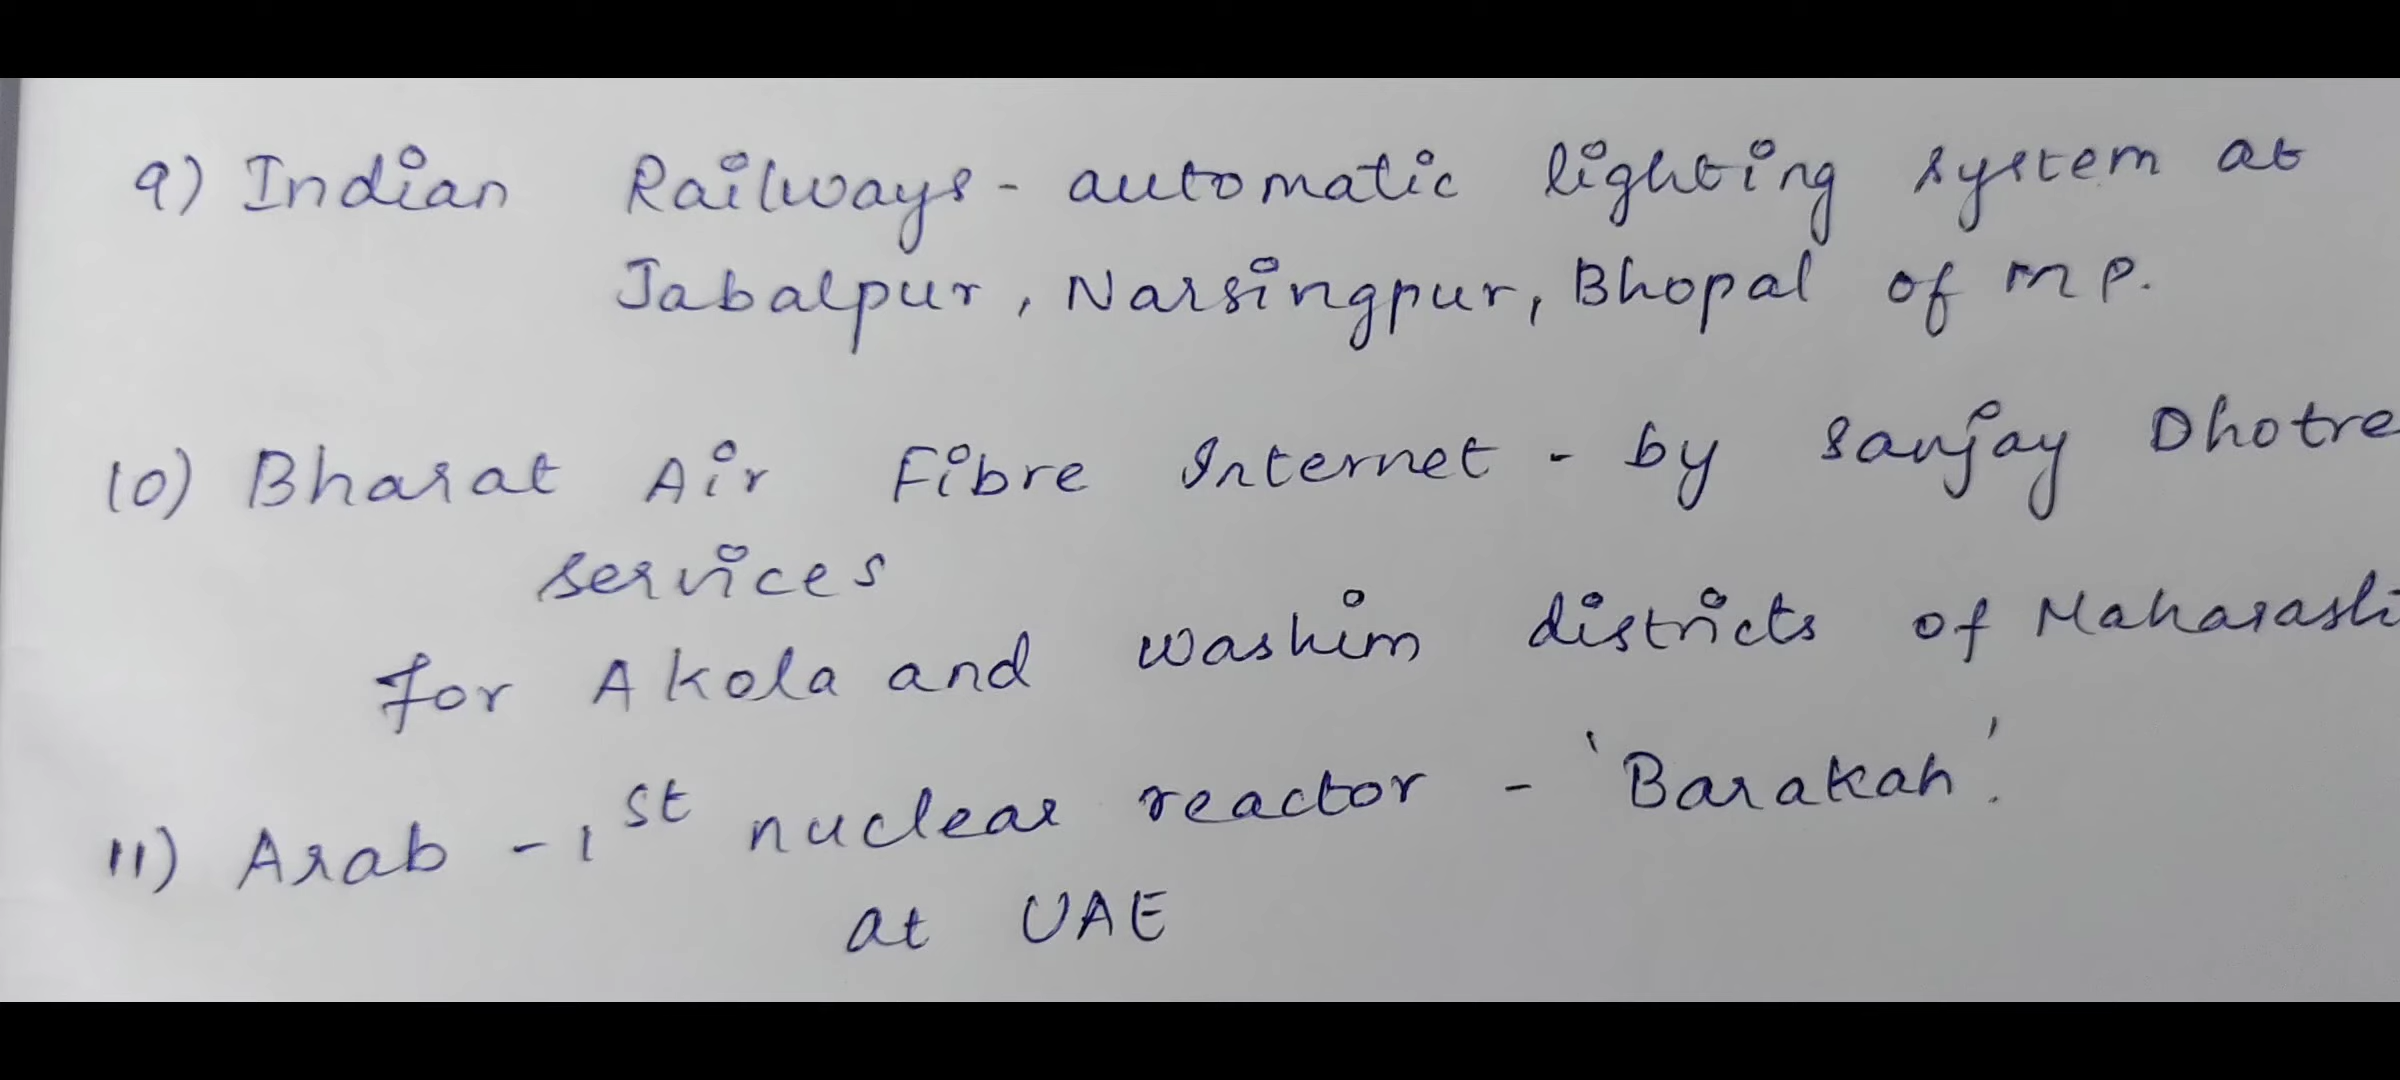 9) Indian Railways - automatic lighting system at
Jabalpur, Narsingpur, Bhopal of MP.
10) Bharat Air Fibre Internet - by Sanjay Dhotre
services
for Akola and Washim districts of Maharasht
11) Arab - 1st nuclear reactor - 'Barakah'.
at UAE